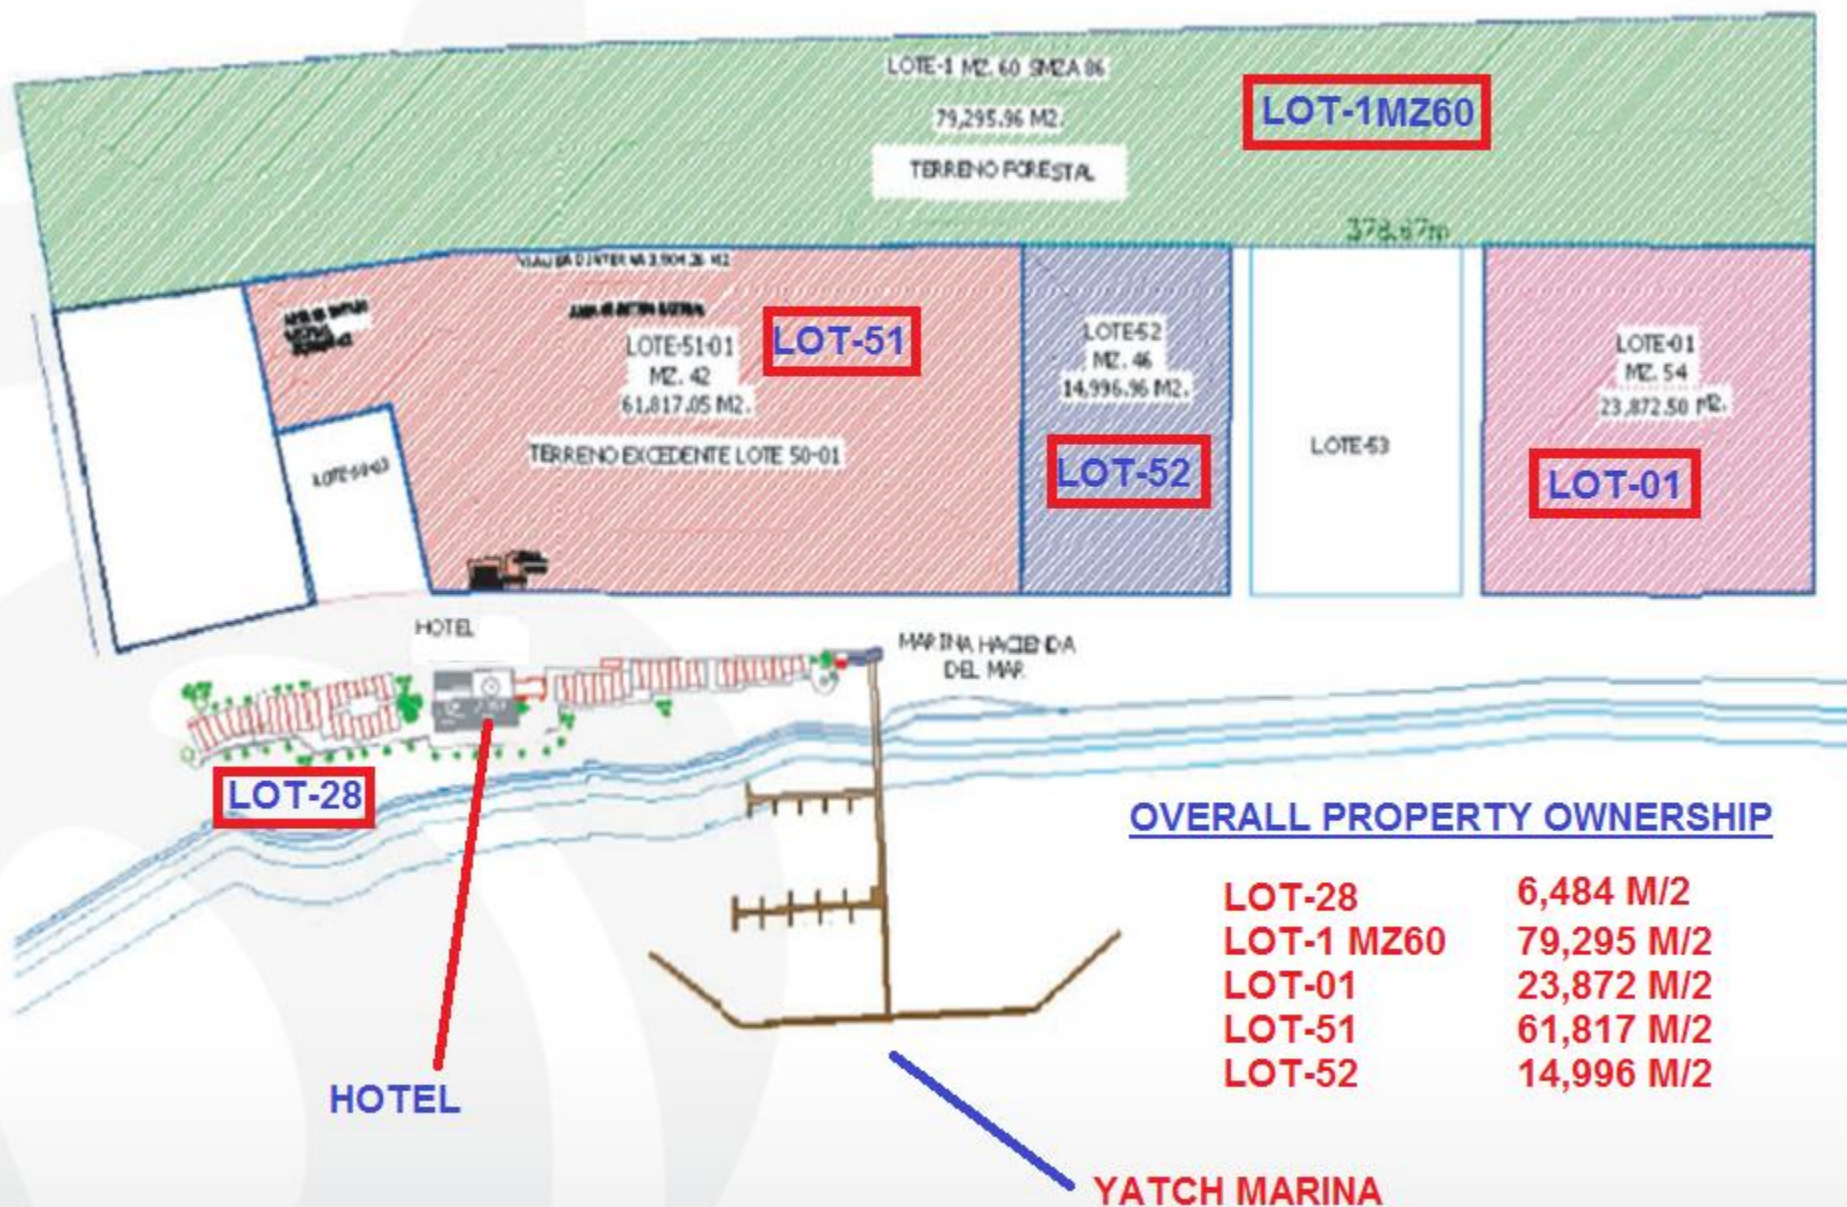 LOTE-1 MZ. 60 SMZA 86
79,295.96 M2.
TERRENO FORESTAL
LOT-1MZ60
378.67m
LOT-51
LOTE-51-01
MZ. 42
61,817.05 M2.
TERRENO EXCEDENTE LOTE 50-01
LOTE-52
MZ. 46
14,996.96 M2.
LOT-52
LOTE-53
LOTE-01
MZ. 54
23,872.50 M2.
LOT-01
HOTEL
MARINA HACIENDA
DEL MAR
LOT-28
HOTEL
OVERALL PROPERTY OWNERSHIP
LOT-28 6,484 M/2
LOT-1 MZ60 79,295 M/2
LOT-01 23,872 M/2
LOT-51 61,817 M/2
LOT-52 14,996 M/2
YATCH MARINA